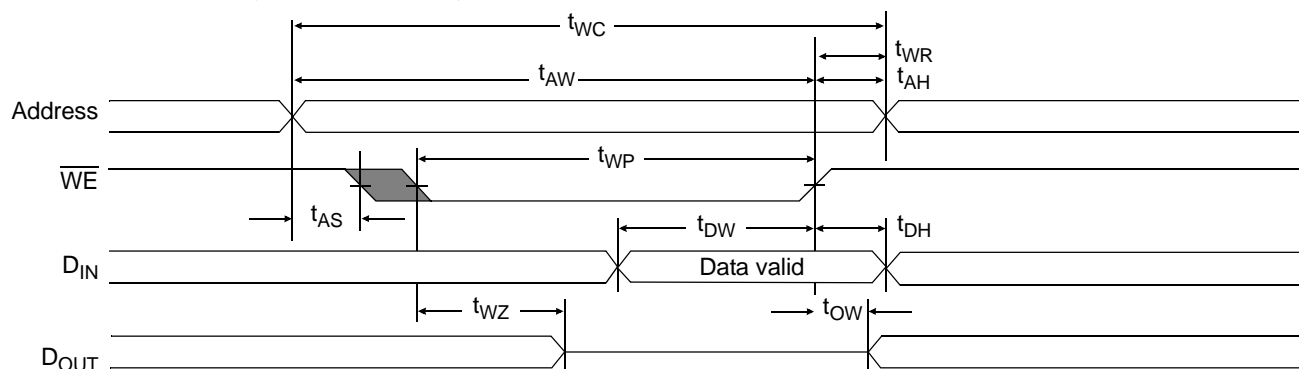 tWC
tWR
tAW
tAH
Address
WE
tWP
tAS
tDW
tDH
DIN
Data valid
tWZ
tOW
DOUT